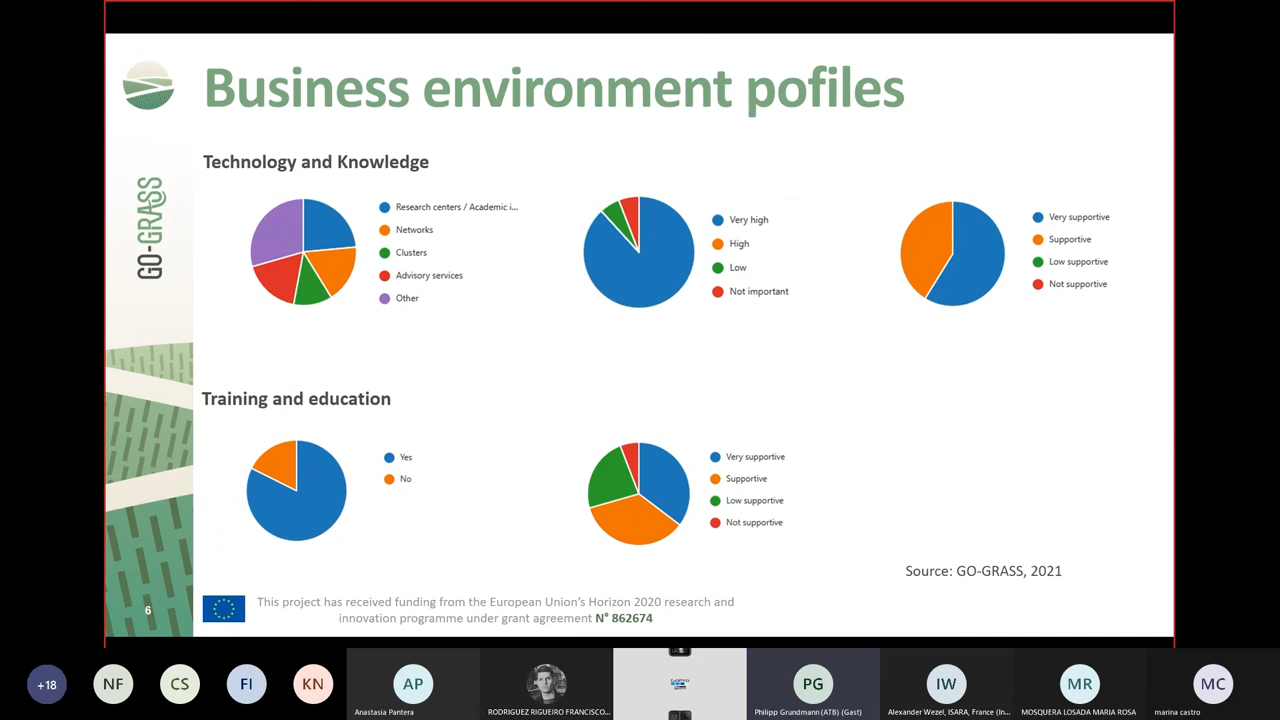 Business environment pofiles
GO-GRASS
Technology and Knowledge
Research centers / Academic i...
Networks
Clusters
Advisory services
Other
Very high
High
Low
Not important
Very supportive
Supportive
Low supportive
Not supportive
Training and education
Yes
No
Very supportive
Supportive
Low supportive
Not supportive
Source: GO-GRASS, 2021
6
This project has received funding from the European Union's Horizon 2020 research and
innovation programme under grant agreement N° 862674
+18
NF
CS
FI
KN
AP
Anastasia Pantera
RODRIGUEZ RIGUEIRO FRANCISCO...
GoPro
PG
Philipp Grundmann (ATB) (Gast)
IW
Alexander Wezel, ISARA, France (In...
MR
MOSQUERA LOSADA MARIA ROSA
MC
marina castro